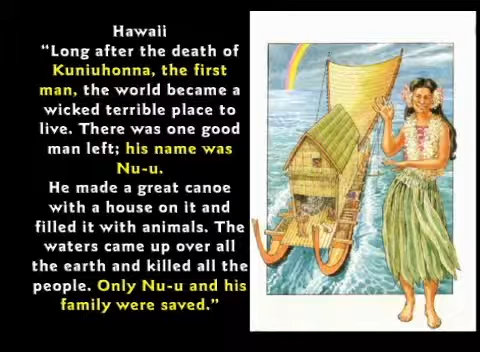 Hawaii
“Long after the death of
Kuniuhonna, the first
man, the world became a
wicked terrible place to
live. There was one good
man left; his name was
Nu-u.
He made a great canoe
with a house on it and
filled it with animals. The
waters came up over all
the earth and killed all the
people. Only Nu-u and his
family were saved.”